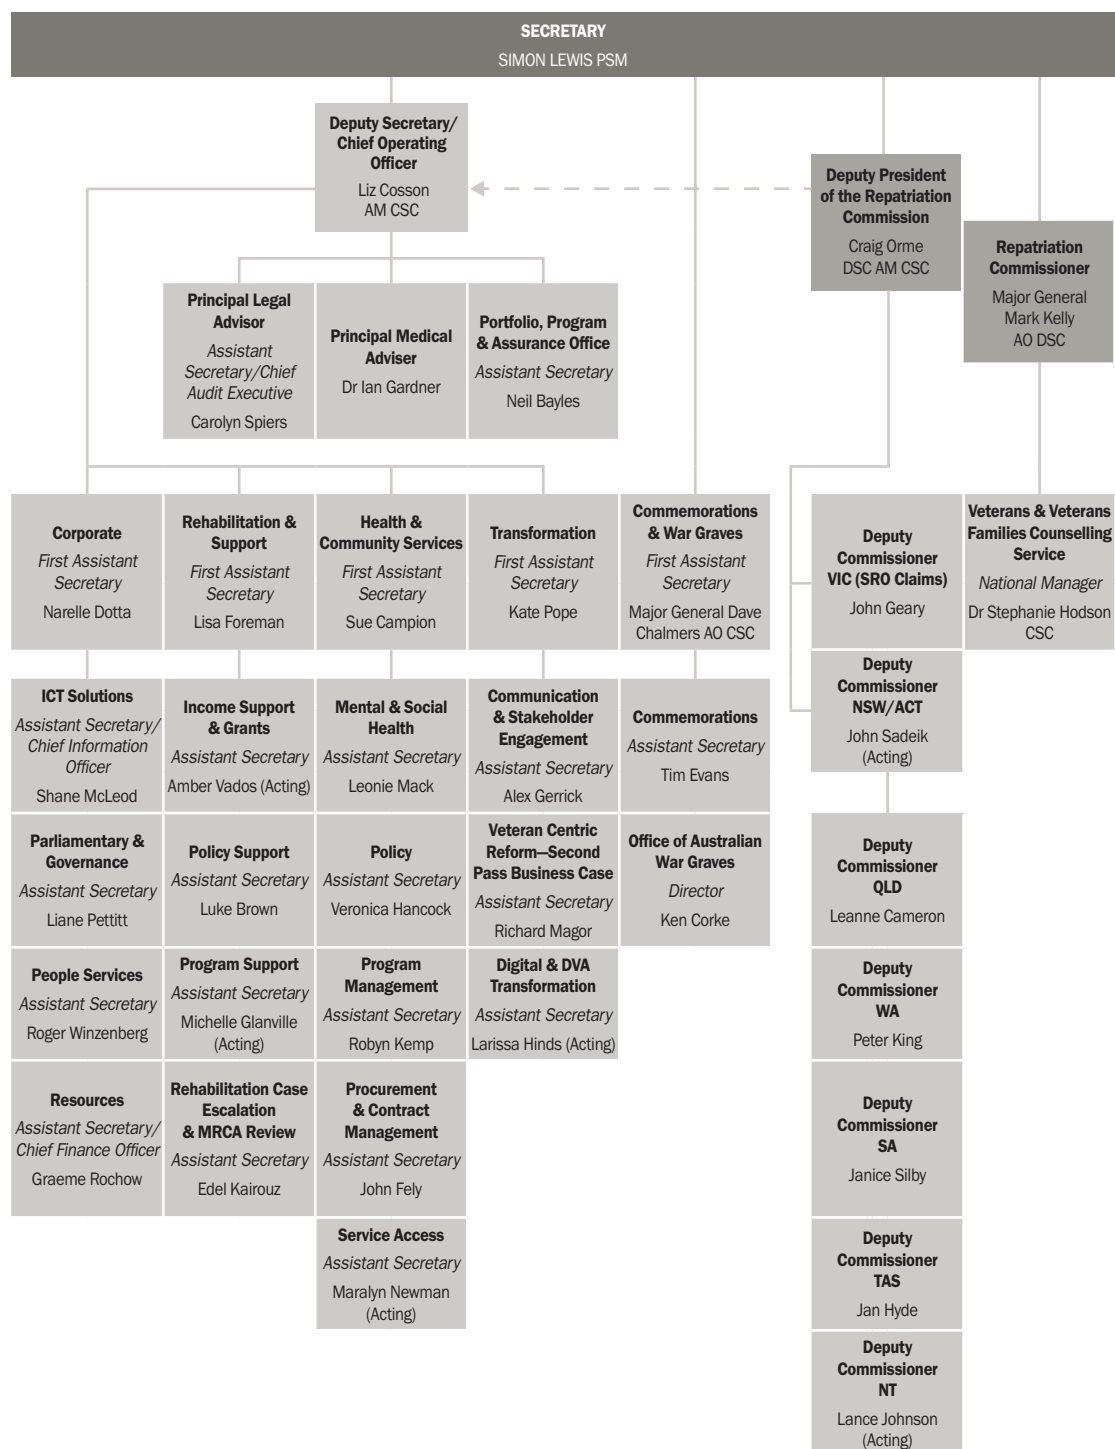 SECRETARY
SIMON LEWIS PSM
Deputy Secretary/
Chief Operating
Officer
Liz Cosson
AM CSC
Deputy President
of the Repatriation
Commission
Craig Orme
DSC AM CSC
Repatriation
Commissioner
Major General
Mark Kelly
AO DSC
Principal Legal
Advisor
Assistant
Secretary/Chief
Audit Executive
Carolyn Spiers
Principal Medical
Adviser
Dr Ian Gardner
Portfolio, Program
& Assurance Office
Assistant Secretary
Neil Bayles
Corporate
First Assistant
Secretary
Narelle Dotta
Rehabilitation &
Support
First Assistant
Secretary
Lisa Foreman
Health &
Community Services
First Assistant
Secretary
Sue Campion
Transformation
First Assistant
Secretary
Kate Pope
Commemorations
& War Graves
First Assistant
Secretary
Major General Dave
Chalmers AO CSC
Deputy
Commissioner
VIC (SRO Claims)
John Geary
Veterans & Veterans
Families Counselling
Service
National Manager
Dr Stephanie Hodson
CSC
Deputy
Commissioner
NSW/ACT
John Sadeik
(Acting)
ICT Solutions
Assistant Secretary/
Chief Information
Officer
Shane McLeod
Income Support
& Grants
Assistant Secretary
Amber Vados (Acting)
Mental & Social
Health
Assistant Secretary
Leonie Mack
Communication
& Stakeholder
Engagement
Assistant Secretary
Alex Gerrick
Commemorations
Assistant Secretary
Tim Evans
Parliamentary &
Governance
Assistant Secretary
Liane Pettitt
Policy Support
Assistant Secretary
Luke Brown
Policy
Assistant Secretary
Veronica Hancock
Veteran Centric
Reform—Second
Pass Business Case
Assistant Secretary
Richard Magor
Office of Australian
War Graves
Director
Ken Corke
Deputy
Commissioner
QLD
Leanne Cameron
People Services
Assistant Secretary
Roger Winzenberg
Program Support
Assistant Secretary
Michelle Glanville
(Acting)
Program
Management
Assistant Secretary
Robyn Kemp
Digital & DVA
Transformation
Assistant Secretary
Larissa Hinds (Acting)
Deputy
Commissioner
WA
Peter King
Resources
Assistant Secretary/
Chief Finance Officer
Graeme Rochow
Rehabilitation Case
Escalation
& MRCA Review
Assistant Secretary
Edel Kairouz
Procurement
& Contract
Management
Assistant Secretary
John Fely
Deputy
Commissioner
SA
Janice Silby
Service Access
Assistant Secretary
Maralyn Newman
(Acting)
Deputy
Commissioner
TAS
Jan Hyde
Deputy
Commissioner
NT
Lance Johnson
(Acting)